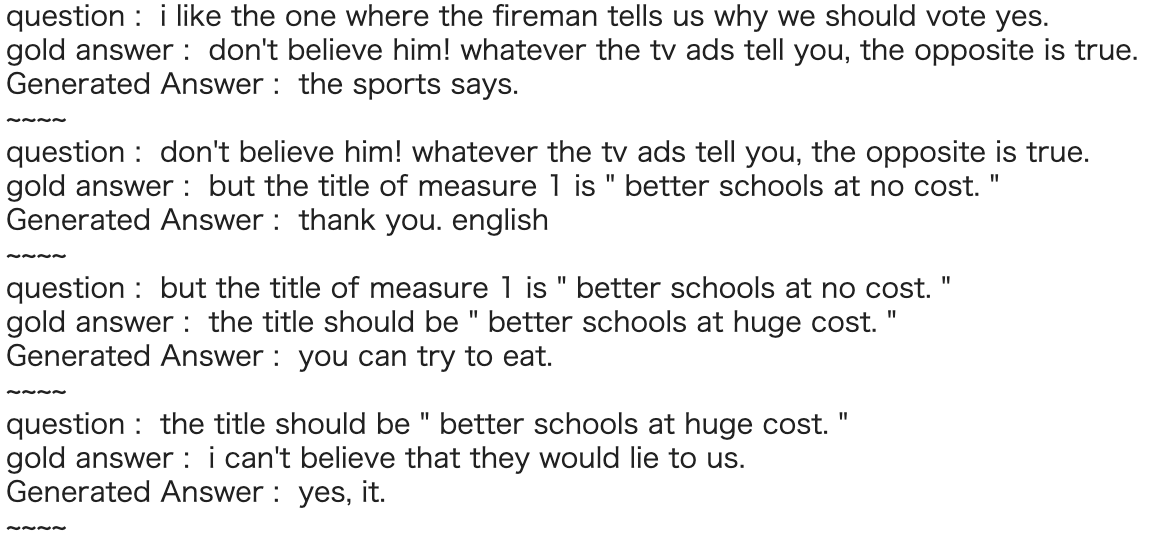 question :  i like the one where the fireman tells us why we should vote yes.
gold answer :  don't believe him! whatever the tv ads tell you, the opposite is true.
Generated Answer :  the sports says.
~~~~
question :  don't believe him! whatever the tv ads tell you, the opposite is true.
gold answer :  but the title of measure 1 is " better schools at no cost. "
Generated Answer :  thank you. english
~~~~
question :  but the title of measure 1 is " better schools at no cost. "
gold answer :  the title should be " better schools at huge cost. "
Generated Answer :  you can try to eat.
~~~~
question :  the title should be " better schools at huge cost. "
gold answer :  i can't believe that they would lie to us.
Generated Answer :  yes, it.
~~~~